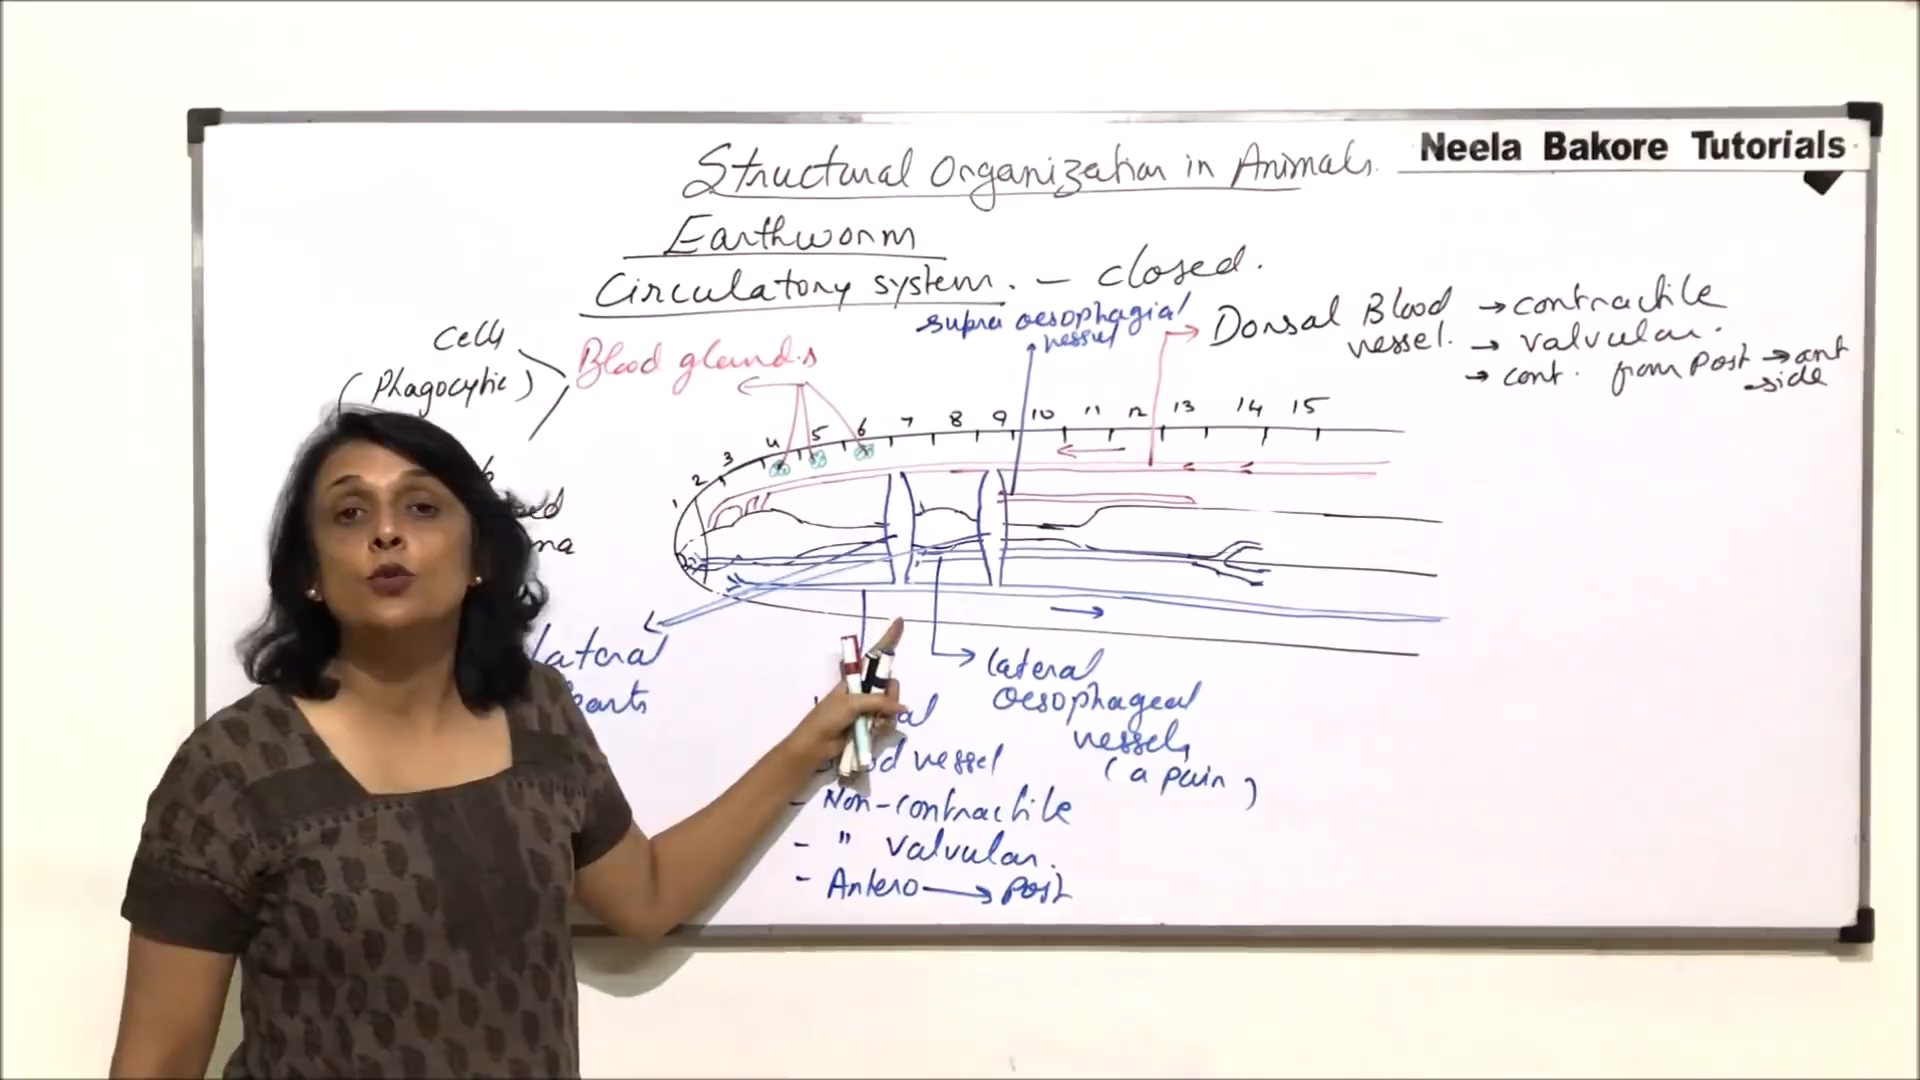 Neela Bakore Tutorials
Structural Organization in Animals.
Earthworm
Circulatory system. - closed.
supra oesophagial
vessel
Dorsal Blood
vessel.
→ contractile
→ valvular.
→ cont. from Post → ant
side
Cells
(Phagocytic)
Blood glands
1 2 3 4 5 6 7 8 9 10 11 12 13 14 15
lateral
lateral
oesophageal
vessels
(a pair)
vessel
- Non-contractile
- " valvular.
- Antero → post